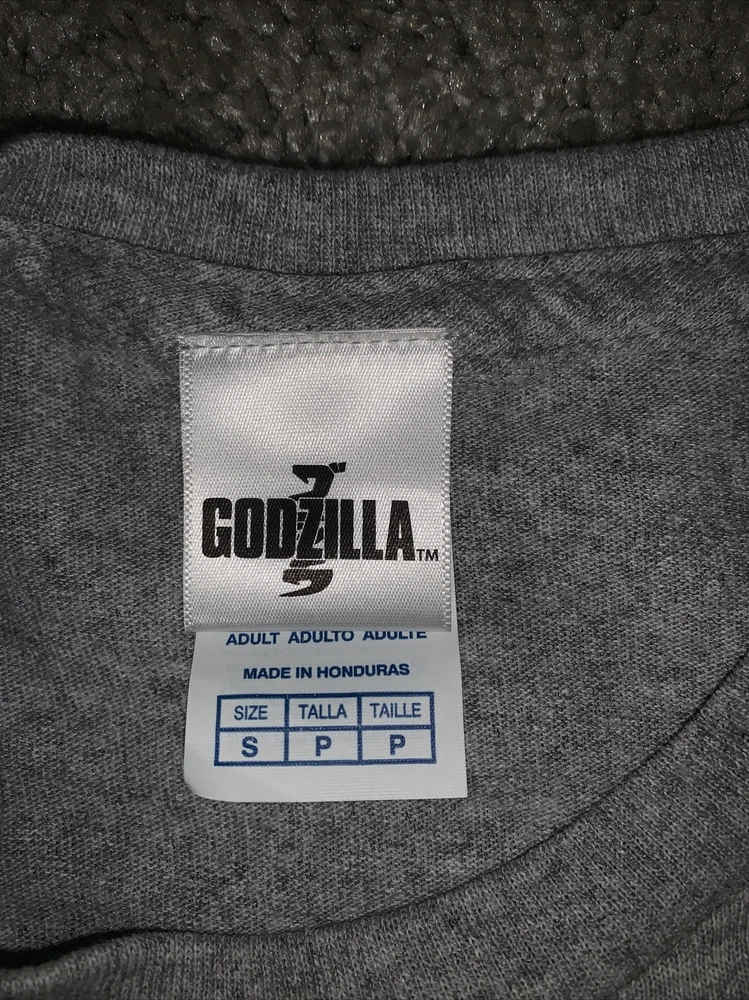 GODZILLA™
ADULT ADULTO ADULTE
MADE IN HONDURAS
SIZE TALLA TAILLE
S P P